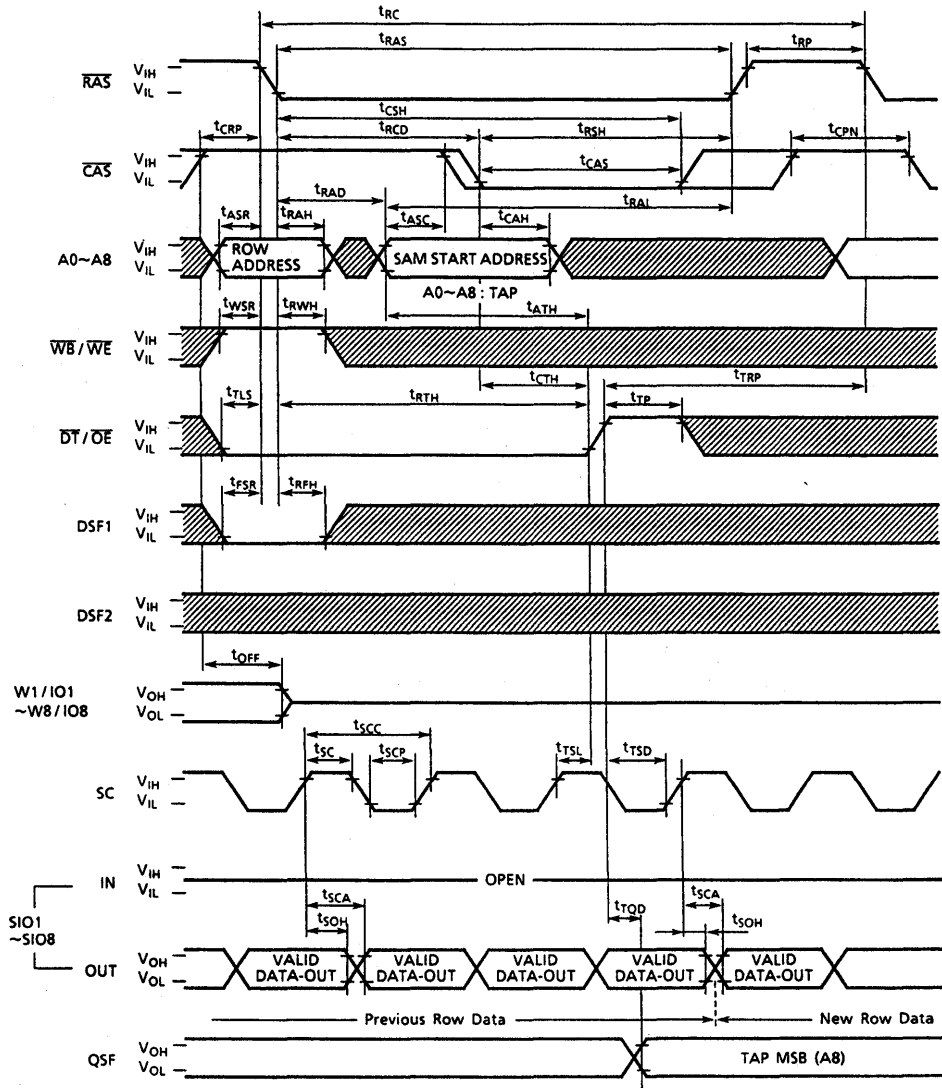 tRC
tRAS
tRP
RAS
VIH
VIL
tCSH
tCRP
tRCD
tRSH
tCPN
CAS
VIH
VIL
tCAS
tRAD
tRAL
tASR
tRAH
tASC
tCAH
A0~A8
VIH
VIL
ROW
ADDRESS
SAM START ADDRESS
A0~A8 : TAP
tWSR
tRWH
tATH
WB / WE
VIH
VIL
tCTH
tTRP
tTLS
tRTH
tTP
DT / OE
VIH
VIL
tFSR
tRFH
DSF1
VIH
VIL
DSF2
VIH
VIL
tOFF
W1 / IO1
~W8 / IO8
VOH
VOL
tSCC
tSC
tSCP
tTSL
tTSD
SC
VIH
VIL
IN
VIH
VIL
OPEN
SIO1
~SIO8
tSCA
tSOH
tTQD
tSCA
tSOH
OUT
VOH
VOL
VALID
DATA-OUT
VALID
DATA-OUT
VALID
DATA-OUT
VALID
DATA-OUT
VALID
DATA-OUT
Previous Row Data
New Row Data
QSF
VOH
VOL
TAP MSB (A8)